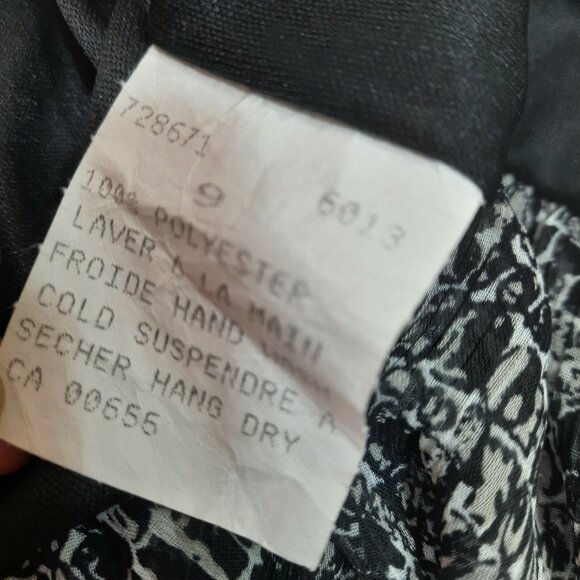 728671
9 6013
100% POLYESTER
LAVER A LA MAIN
FROIDE HAND
COLD SUSPENDRE A
SECHER HANG DRY
CA 00655